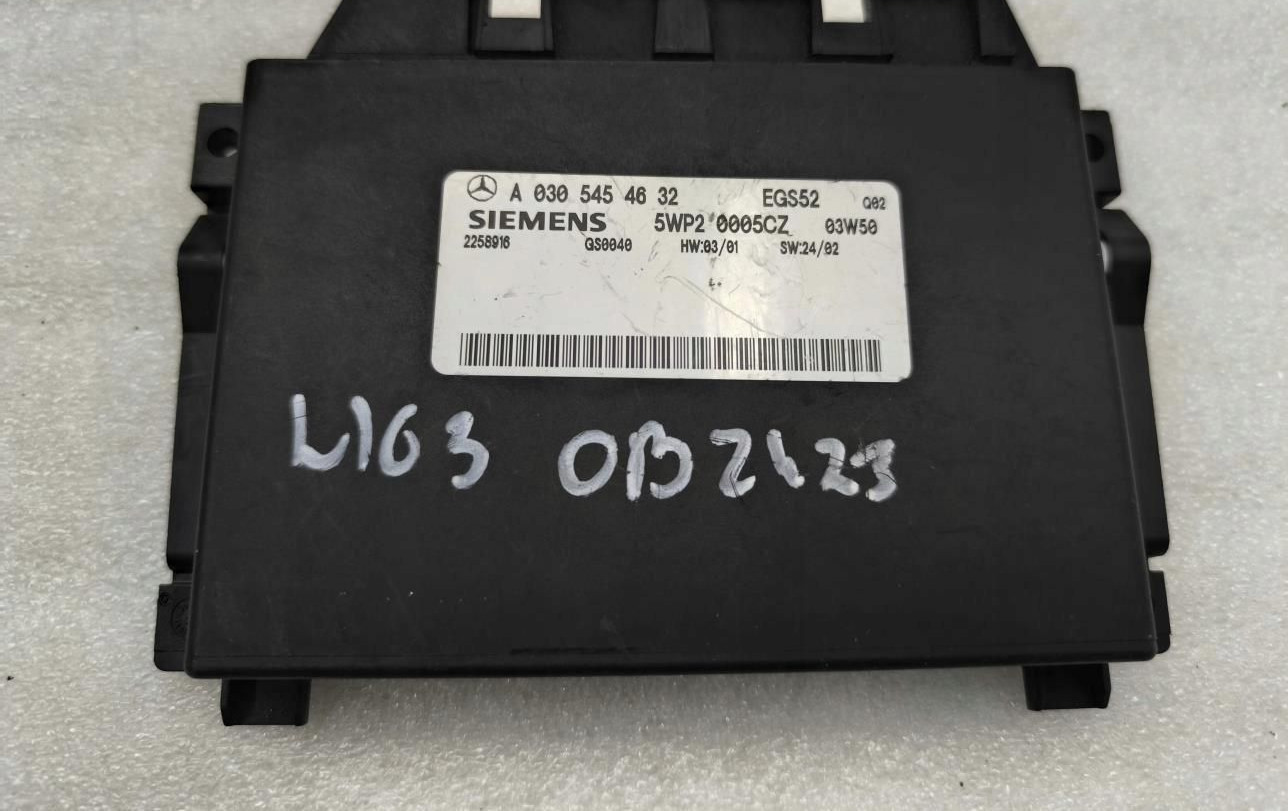 A 030 545 46 32 EGS52 Q02
SIEMENS 5WP2 0005CZ 03W50
2258916 GS0040 HW:03/01 SW:24/02
L163 OBZ123